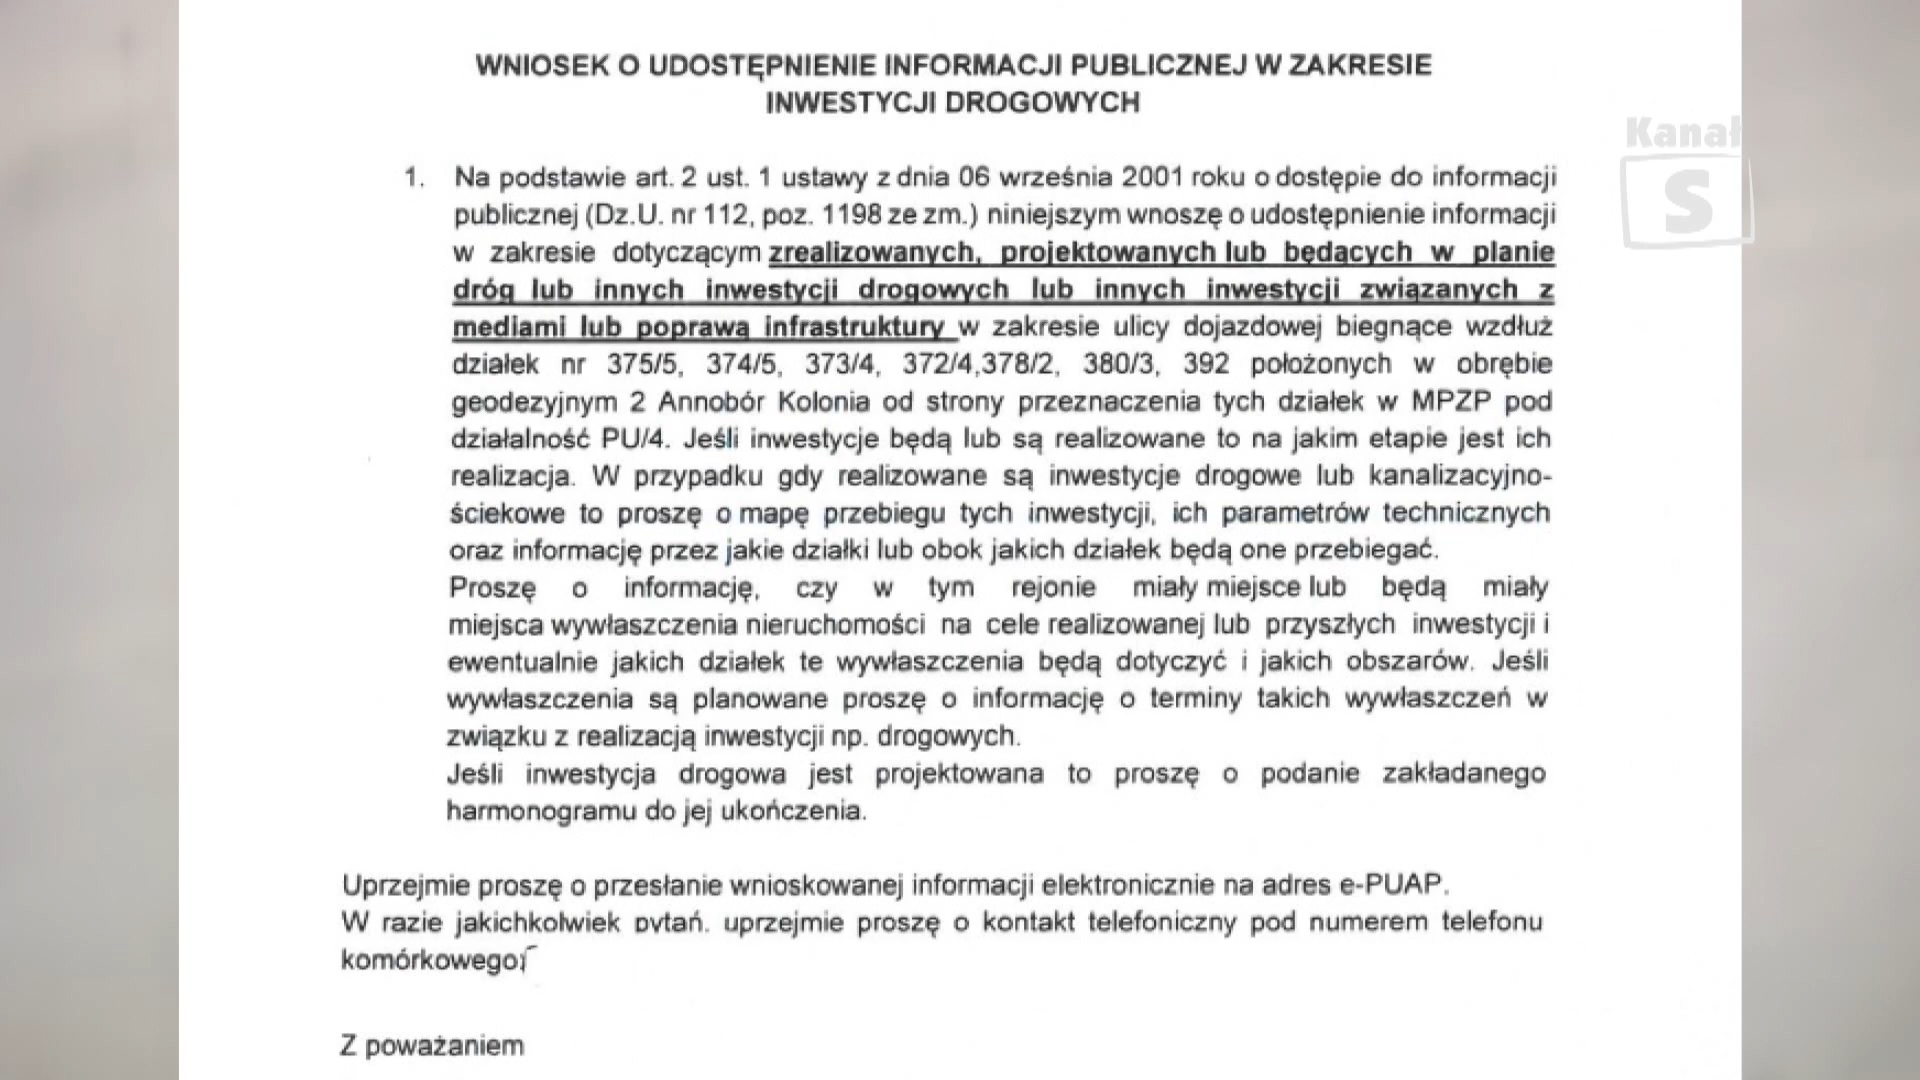 WNIOSEK O UDOSTĘPNIENIE INFORMACJI PUBLICZNEJ W ZAKRESIE
INWESTYCJI DROGOWYCH
Kanał
S
1. Na podstawie art. 2 ust. 1 ustawy z dnia 06 września 2001 roku o dostępie do informacji
publicznej (Dz.U. nr 112, poz. 1198 ze zm.) niniejszym wnoszę o udostępnienie informacji
w zakresie dotyczącym zrealizowanych, projektowanych lub będących w planie
dróg lub innych inwestycji drogowych lub innych inwestycji związanych z
mediami lub poprawą infrastruktury w zakresie ulicy dojazdowej biegnące wzdłuż
działek nr 375/5, 374/5, 373/4, 372/4,378/2, 380/3, 392 położonych w obrębie
geodezyjnym 2 Annobór Kolonia od strony przeznaczenia tych działek w MPZP pod
działalność PU/4. Jeśli inwestycje będą lub są realizowane to na jakim etapie jest ich
realizacja. W przypadku gdy realizowane są inwestycje drogowe lub kanalizacyjno-
ściekowe to proszę o mapę przebiegu tych inwestycji, ich parametrów technicznych
oraz informację przez jakie działki lub obok jakich działek będą one przebiegać.
Proszę o informację, czy w tym rejonie miały miejsce lub będą miały
miejsca wywłaszczenia nieruchomości na cele realizowanej lub przyszłych inwestycji i
ewentualnie jakich działek te wywłaszczenia będą dotyczyć i jakich obszarów. Jeśli
wywłaszczenia są planowane proszę o informację o terminy takich wywłaszczeń w
związku z realizacją inwestycji np. drogowych.
Jeśli inwestycja drogowa jest projektowana to proszę o podanie zakładanego
harmonogramu do jej ukończenia.
Uprzejmie proszę o przesłanie wnioskowanej informacji elektronicznie na adres e-PUAP.
W razie jakichkolwiek pytań, uprzejmie proszę o kontakt telefoniczny pod numerem telefonu
komórkowego:
Z poważaniem